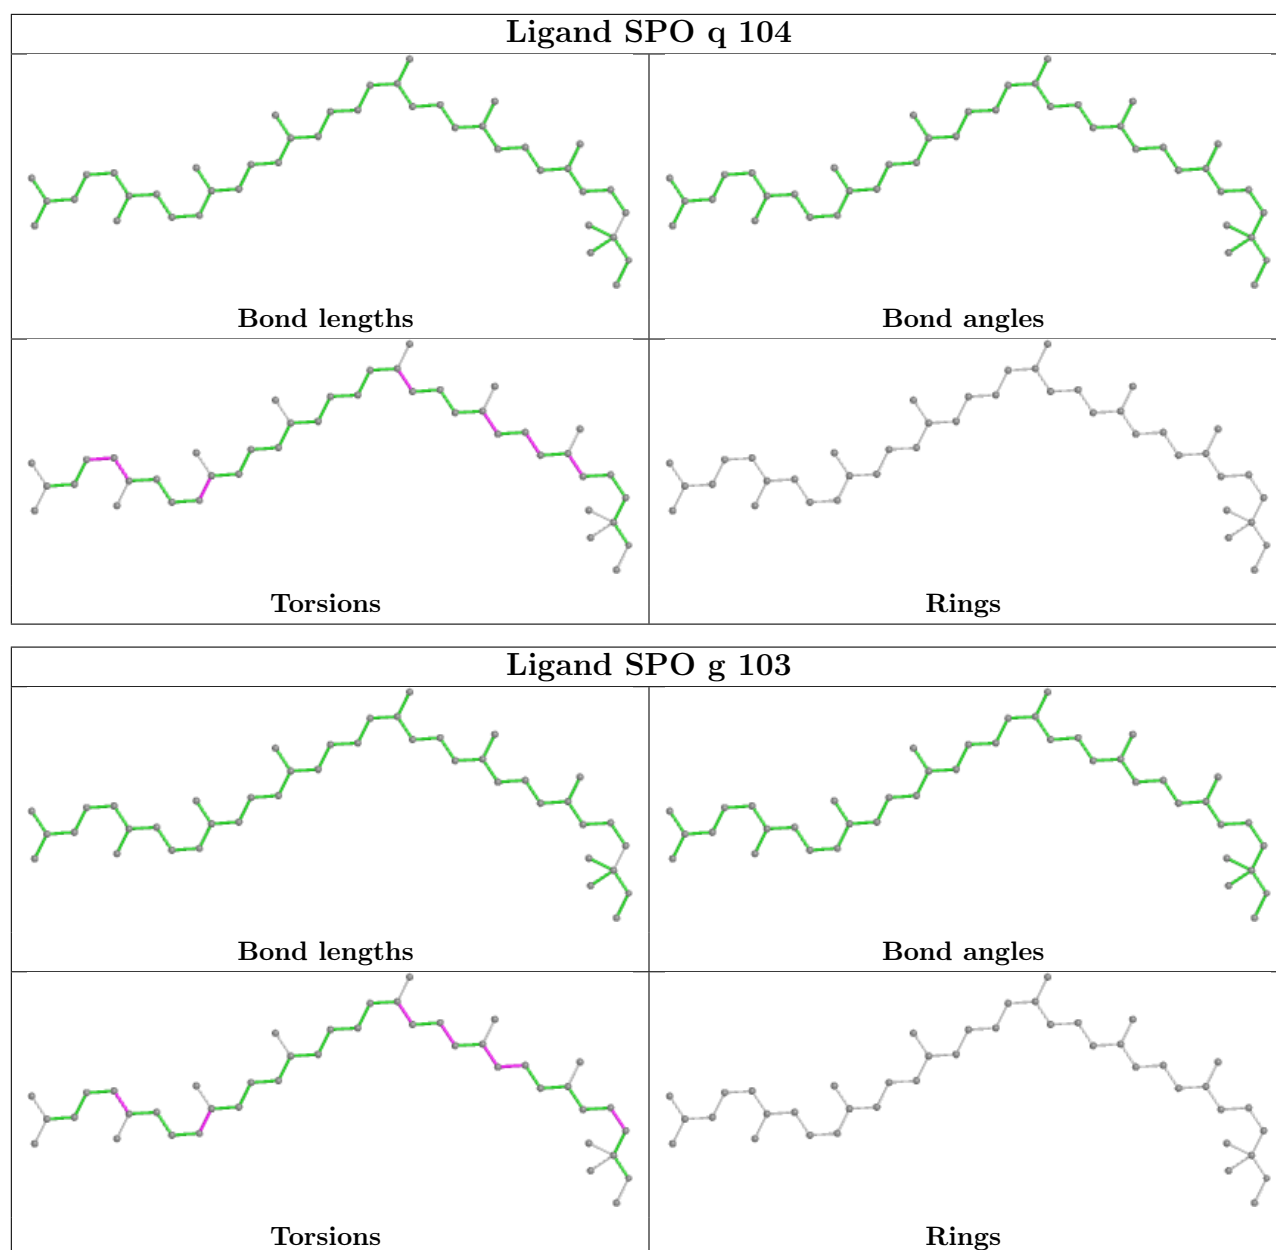 Ligand SPO q 104
Bond lengths
Bond angles
Torsions
Rings
Ligand SPO g 103
Bond lengths
Bond angles
Torsions
Rings